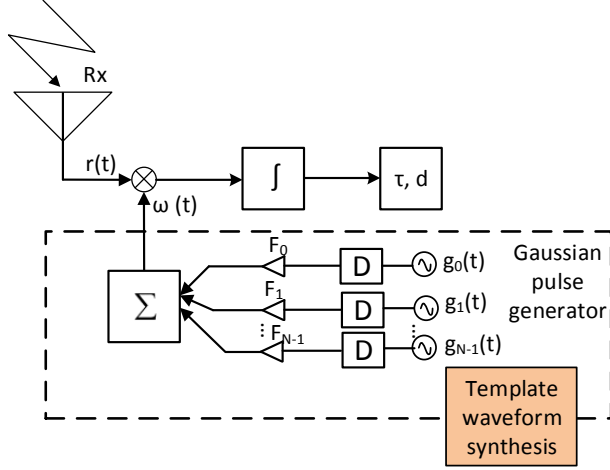 Rx
r(t)
∫
τ, d
ω (t)
F0
D
g0(t)
Gaussian
pulse
generator
Σ
F1
D
g1(t)
FN-1
D
gN-1(t)
Template
waveform
synthesis